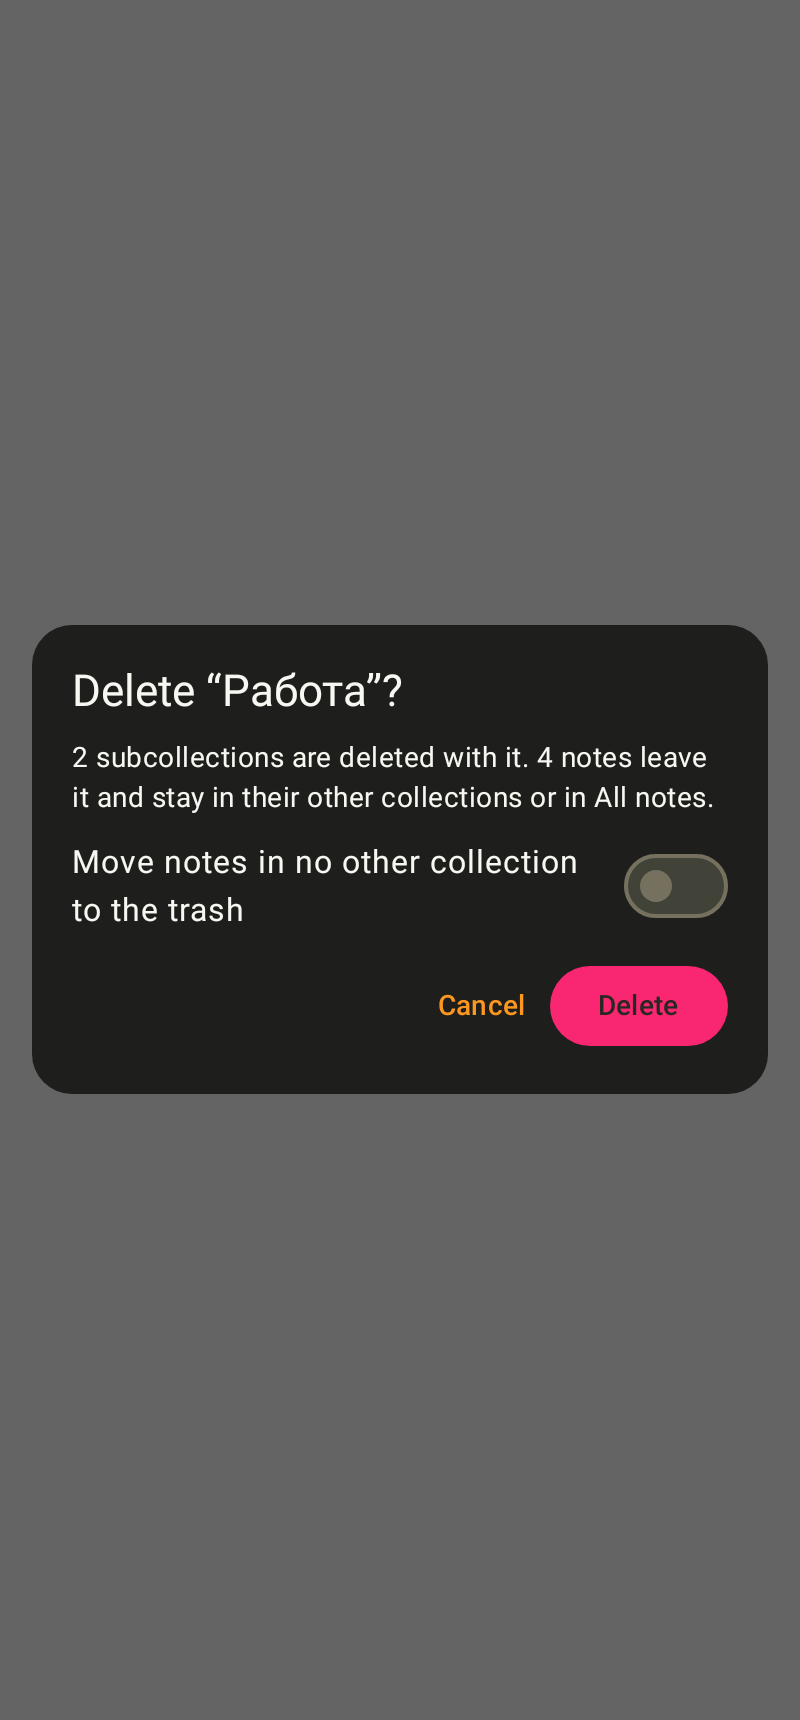 Delete “Работа”?
2 subcollections are deleted with it. 4 notes leave
it and stay in their other collections or in All notes.
Move notes in no other collection
to the trash
Cancel Delete